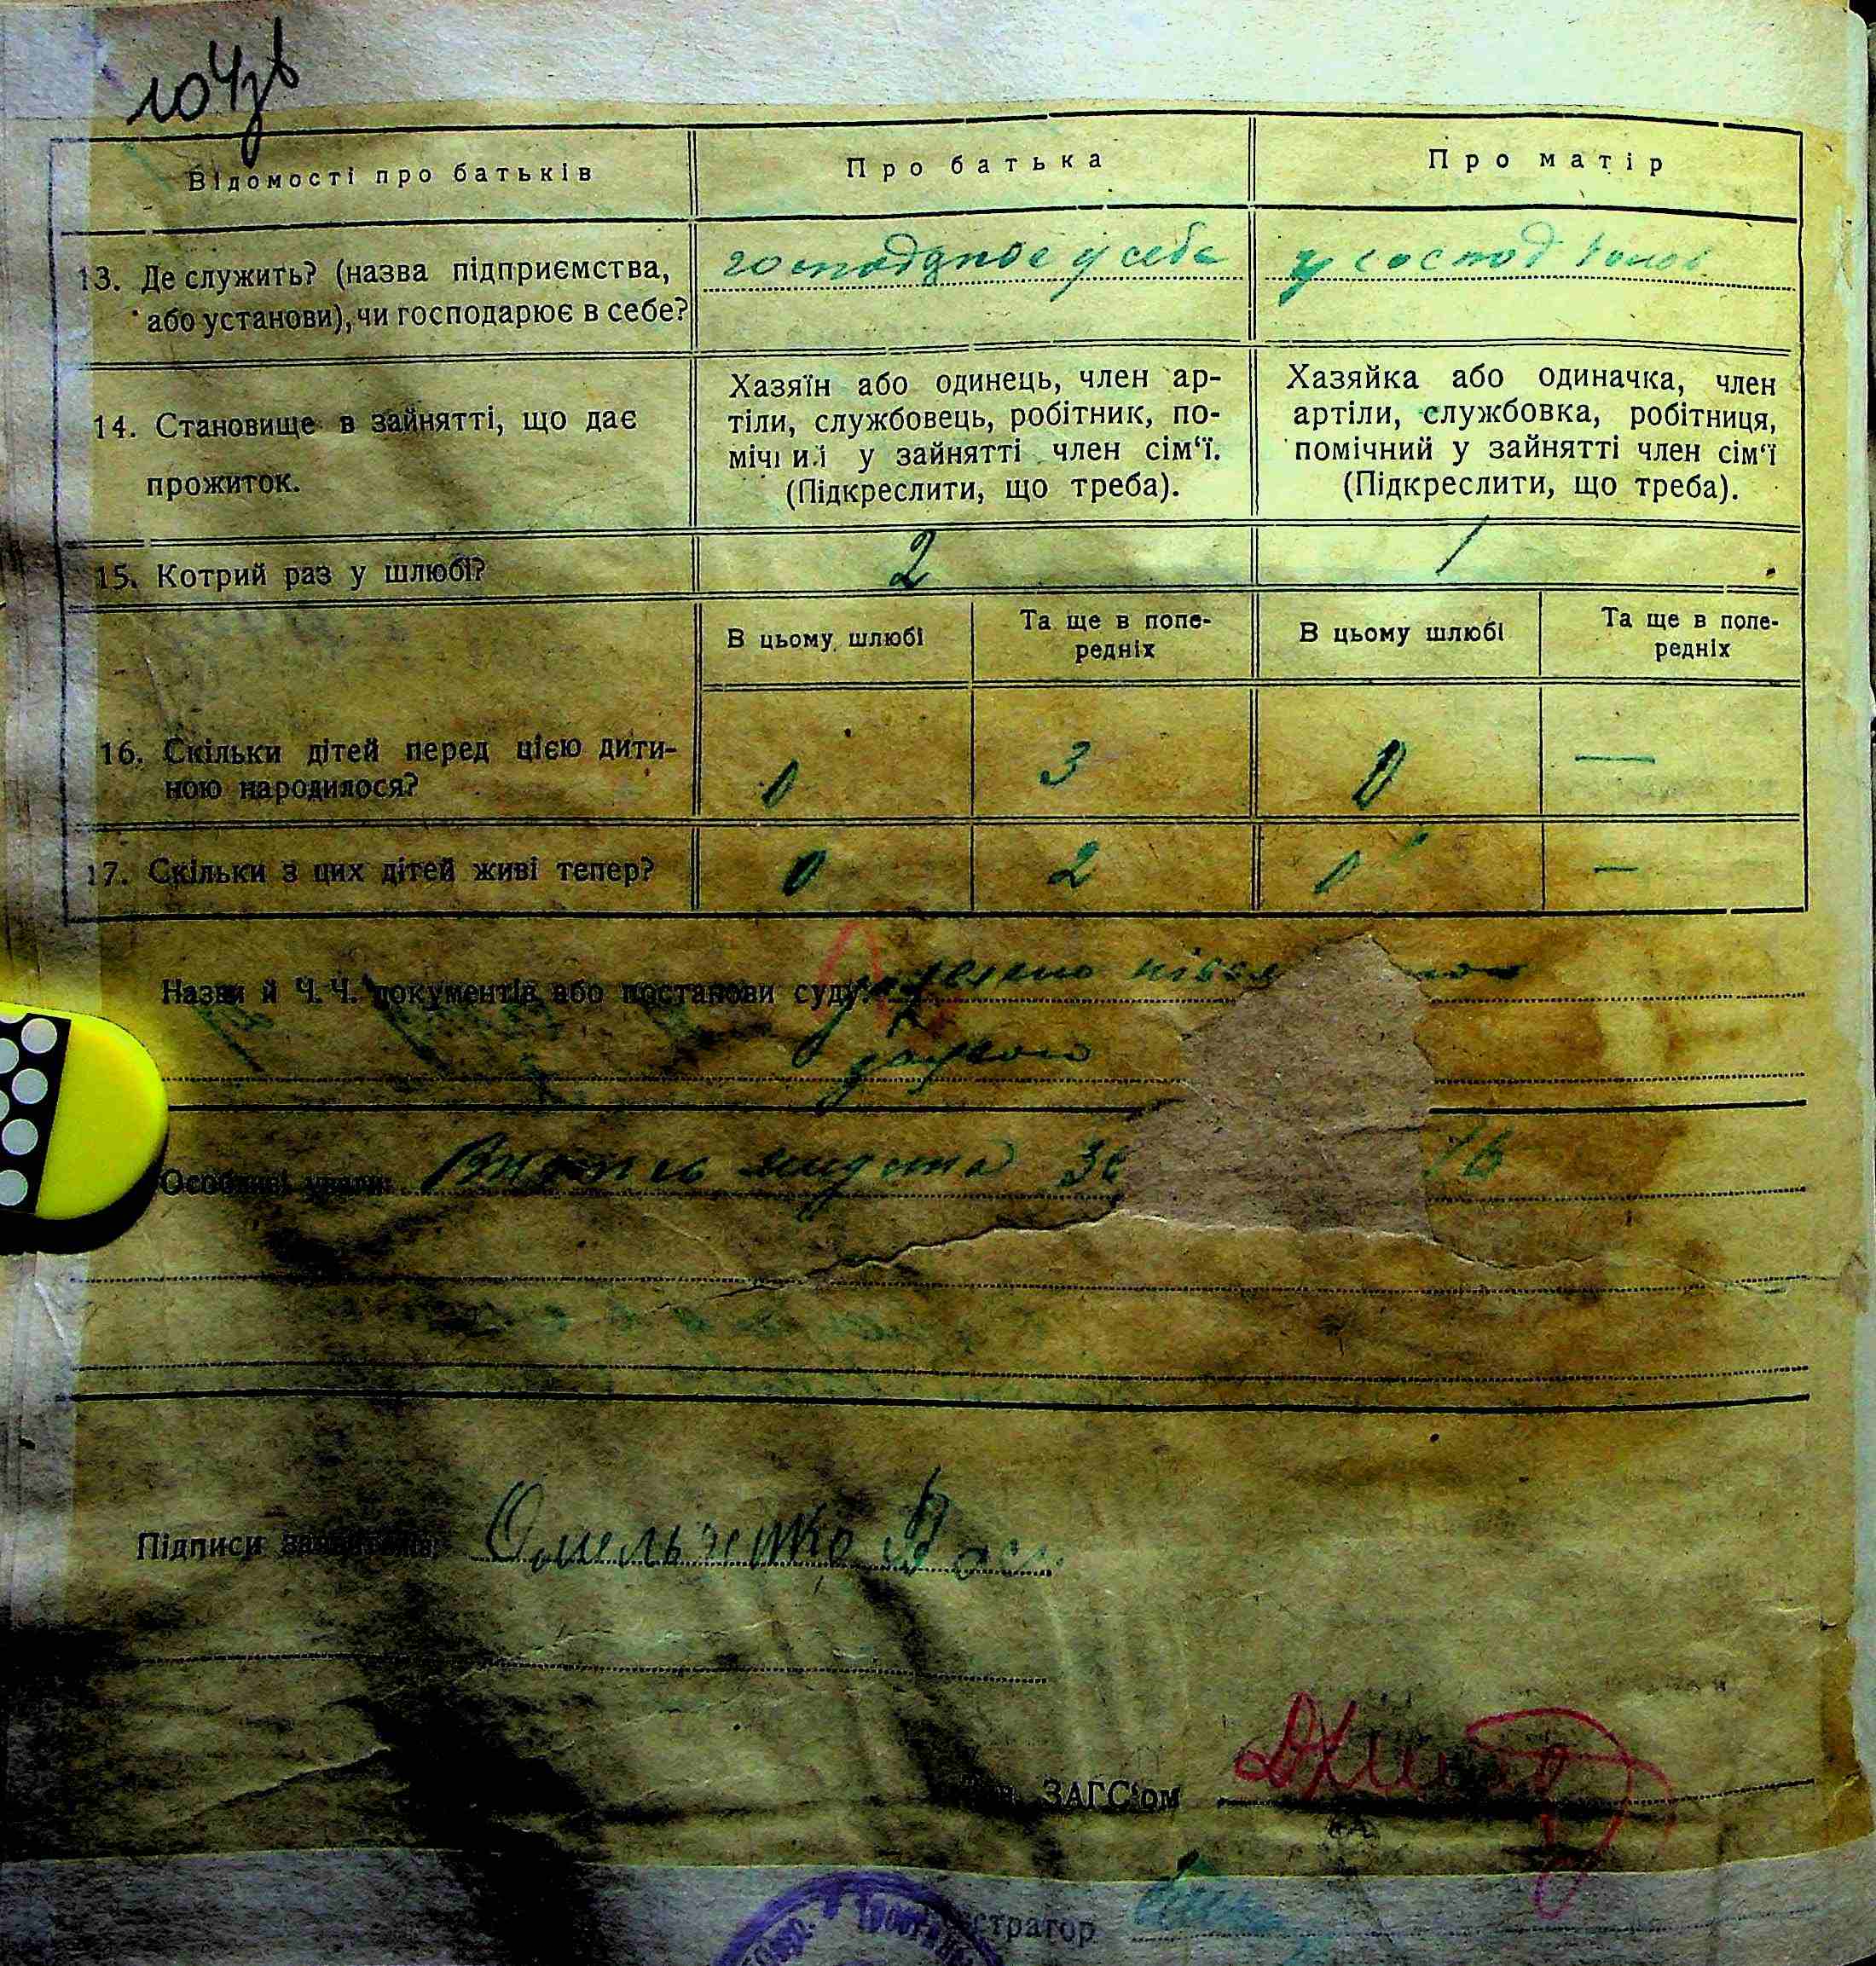 104зв
Відомості про батьків
Про батька
Про матір
13. Де служить? (назва підприємства,
або установи), чи господарює в себе?
господарює у себе
у господ
14. Становище в зайнятті, що дає
прожиток.
Хазяїн або одинець, член ар-
тіли, службовець, робітник, по-
мічний у зайнятті член сім‘ї.
(Підкреслити, що треба).
Хазяйка або одиначка, член
артіли, службовка, робітниця,
помічний у зайнятті член сім‘ї
(Підкреслити, що треба).
15. Котрий раз у шлюбі?
2
1
В цьому шлюбі
Та ще в попе-
редніх
В цьому шлюбі
Та ще в попе-
редніх
16. Скільки дітей перед цією дити-
ною народилося?
0
3
0
—
17. Скільки з цих дітей живі тепер?
0
2
0
—
Назви й Ч.Ч. документів або постанови суду:
Особливі уваги:
Підписи заявителів: Омельченко Вас.
ЗАГС‘ом
стратор